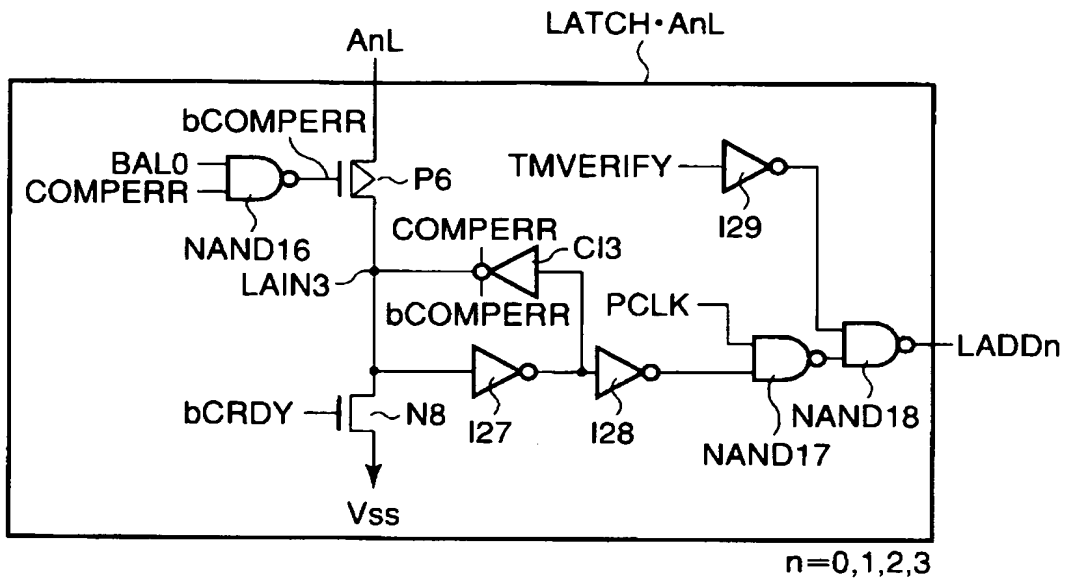 LATCH·AnL
AnL
bCOMPERR
BAL0
COMPERR
P6
TMVERIFY
I29
NAND16
COMPERR
CI3
LAIN3
bCOMPERR
PCLK
LADDn
bCRDY
N8
I27
I28
NAND18
NAND17
Vss
n=0,1,2,3